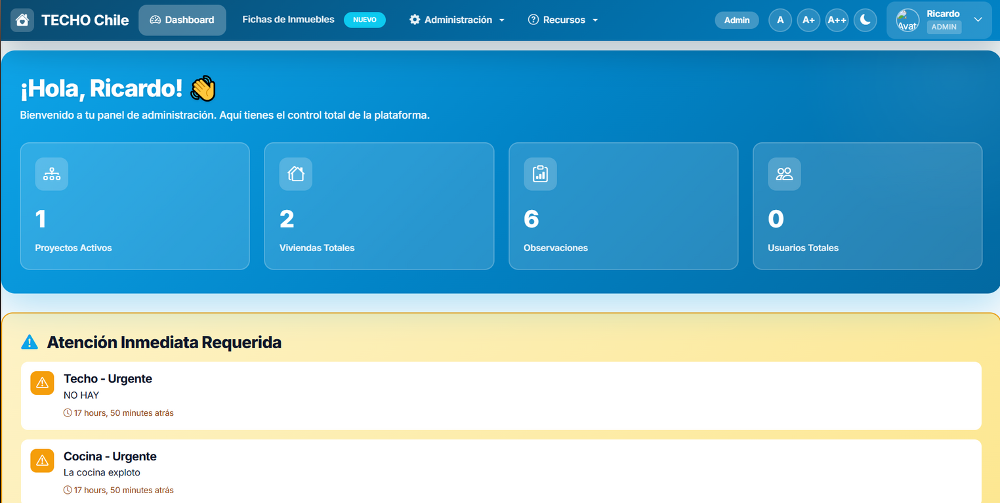 TECHO Chile
Dashboard
Fichas de Inmuebles
NUEVO
Administración
Recursos
Admin
A
A+
A++
Avat
Ricardo
ADMIN
¡Hola, Ricardo! 👋
Bienvenido a tu panel de administración. Aquí tienes el control total de la plataforma.
1
Proyectos Activos
2
Viviendas Totales
6
Observaciones
0
Usuarios Totales
Atención Inmediata Requerida
Techo - Urgente
NO HAY
17 hours, 50 minutes atrás
Cocina - Urgente
La cocina exploto
17 hours, 50 minutes atrás